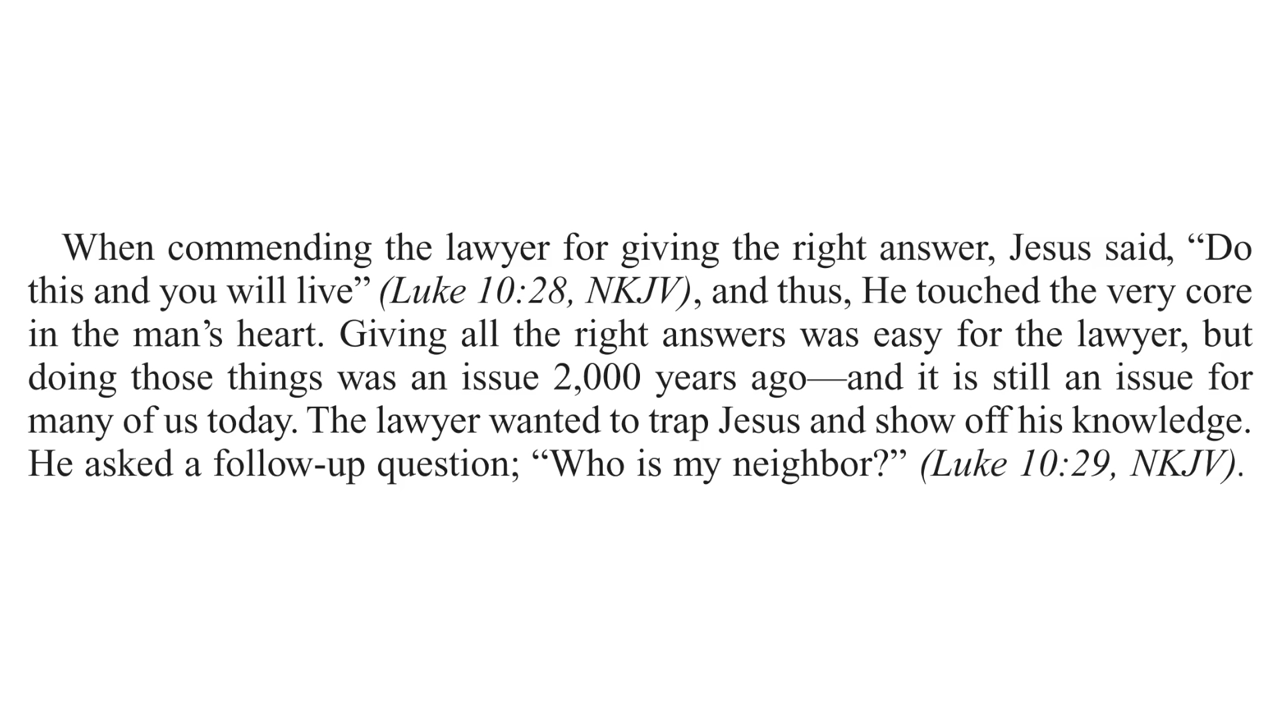 When commending the lawyer for giving the right answer, Jesus said, “Do
this and you will live” (Luke 10:28, NKJV), and thus, He touched the very core
in the man’s heart. Giving all the right answers was easy for the lawyer, but
doing those things was an issue 2,000 years ago—and it is still an issue for
many of us today. The lawyer wanted to trap Jesus and show off his knowledge.
He asked a follow-up question; “Who is my neighbor?” (Luke 10:29, NKJV).